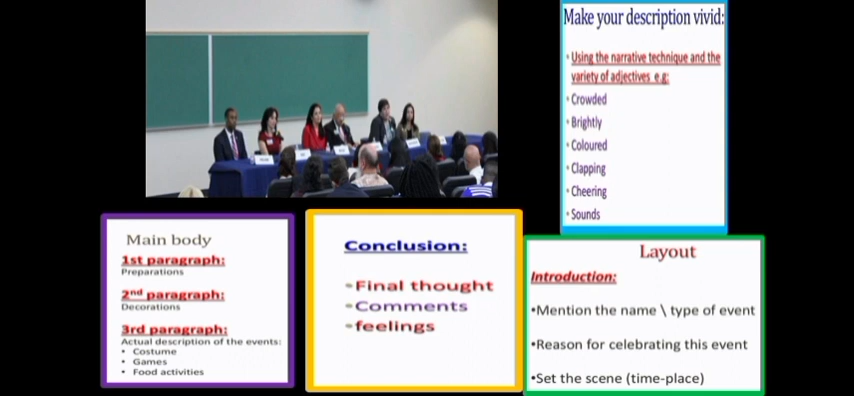 Make your description vivid:
• Using the narrative technique and the
variety of adjectives e.g:
• Crowded
• Brightly
• Coloured
• Clapping
• Cheering
• Sounds
Main body
1st paragraph:
Preparations
2nd paragraph:
Decorations
3rd paragraph:
Actual description of the events:
• Costume
• Games
• Food activities
Conclusion:
•Final thought
•Comments
•feelings
Layout
Introduction:
•Mention the name \ type of event
•Reason for celebrating this event
•Set the scene (time-place)